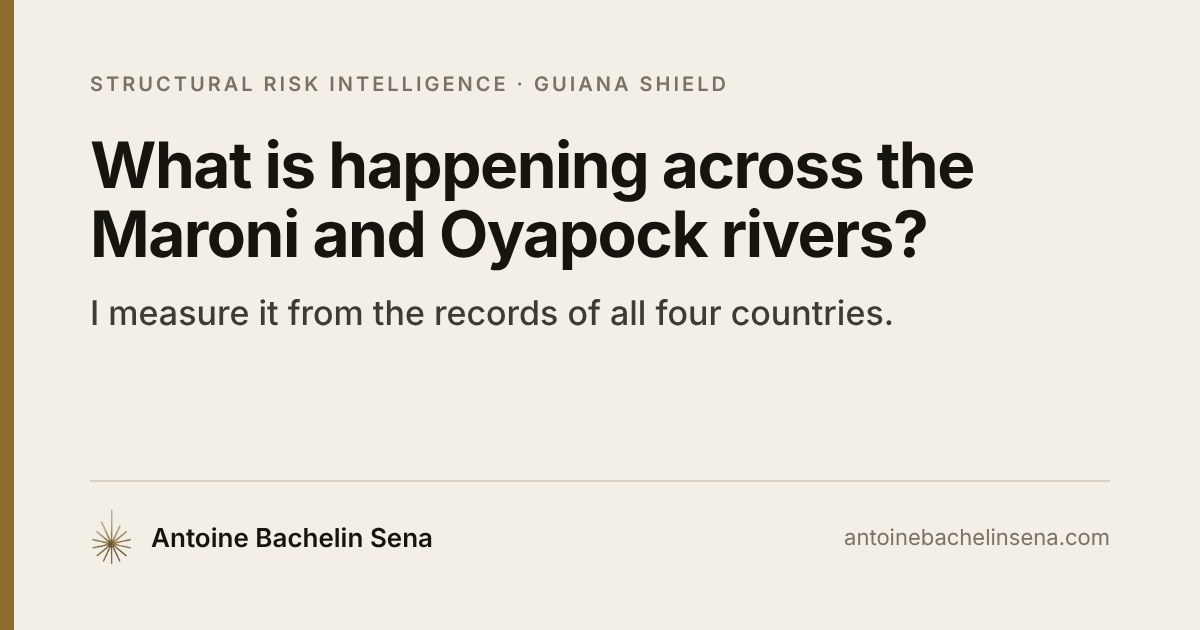 STRUCTURAL RISK INTELLIGENCE · GUIANA SHIELD
What is happening across the
Maroni and Oyapock rivers?
I measure it from the records of all four countries.
Antoine Bachelin Sena
antoinebachelinsena.com